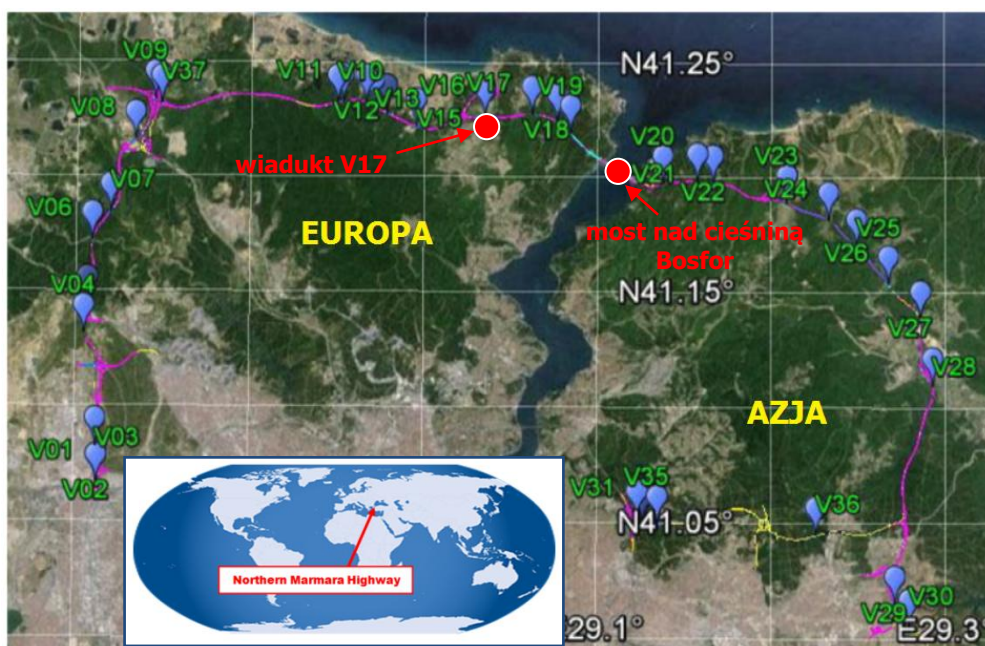 V09
V37
V11
V10
V16
V17
V19
N41.25°
V08
V12
V13
V15
V18
wiadukt V17
V20
V21
V22
V23
V24
V07
V06
EUROPA
most nad cieśniną
Bosfor
V25
V26
V04
N41.15°
V27
V28
AZJA
V01
V03
V02
V31
V35
V36
N41.05°
Northern Marmara Highway
V29
V30
E29.1°
E29.3°